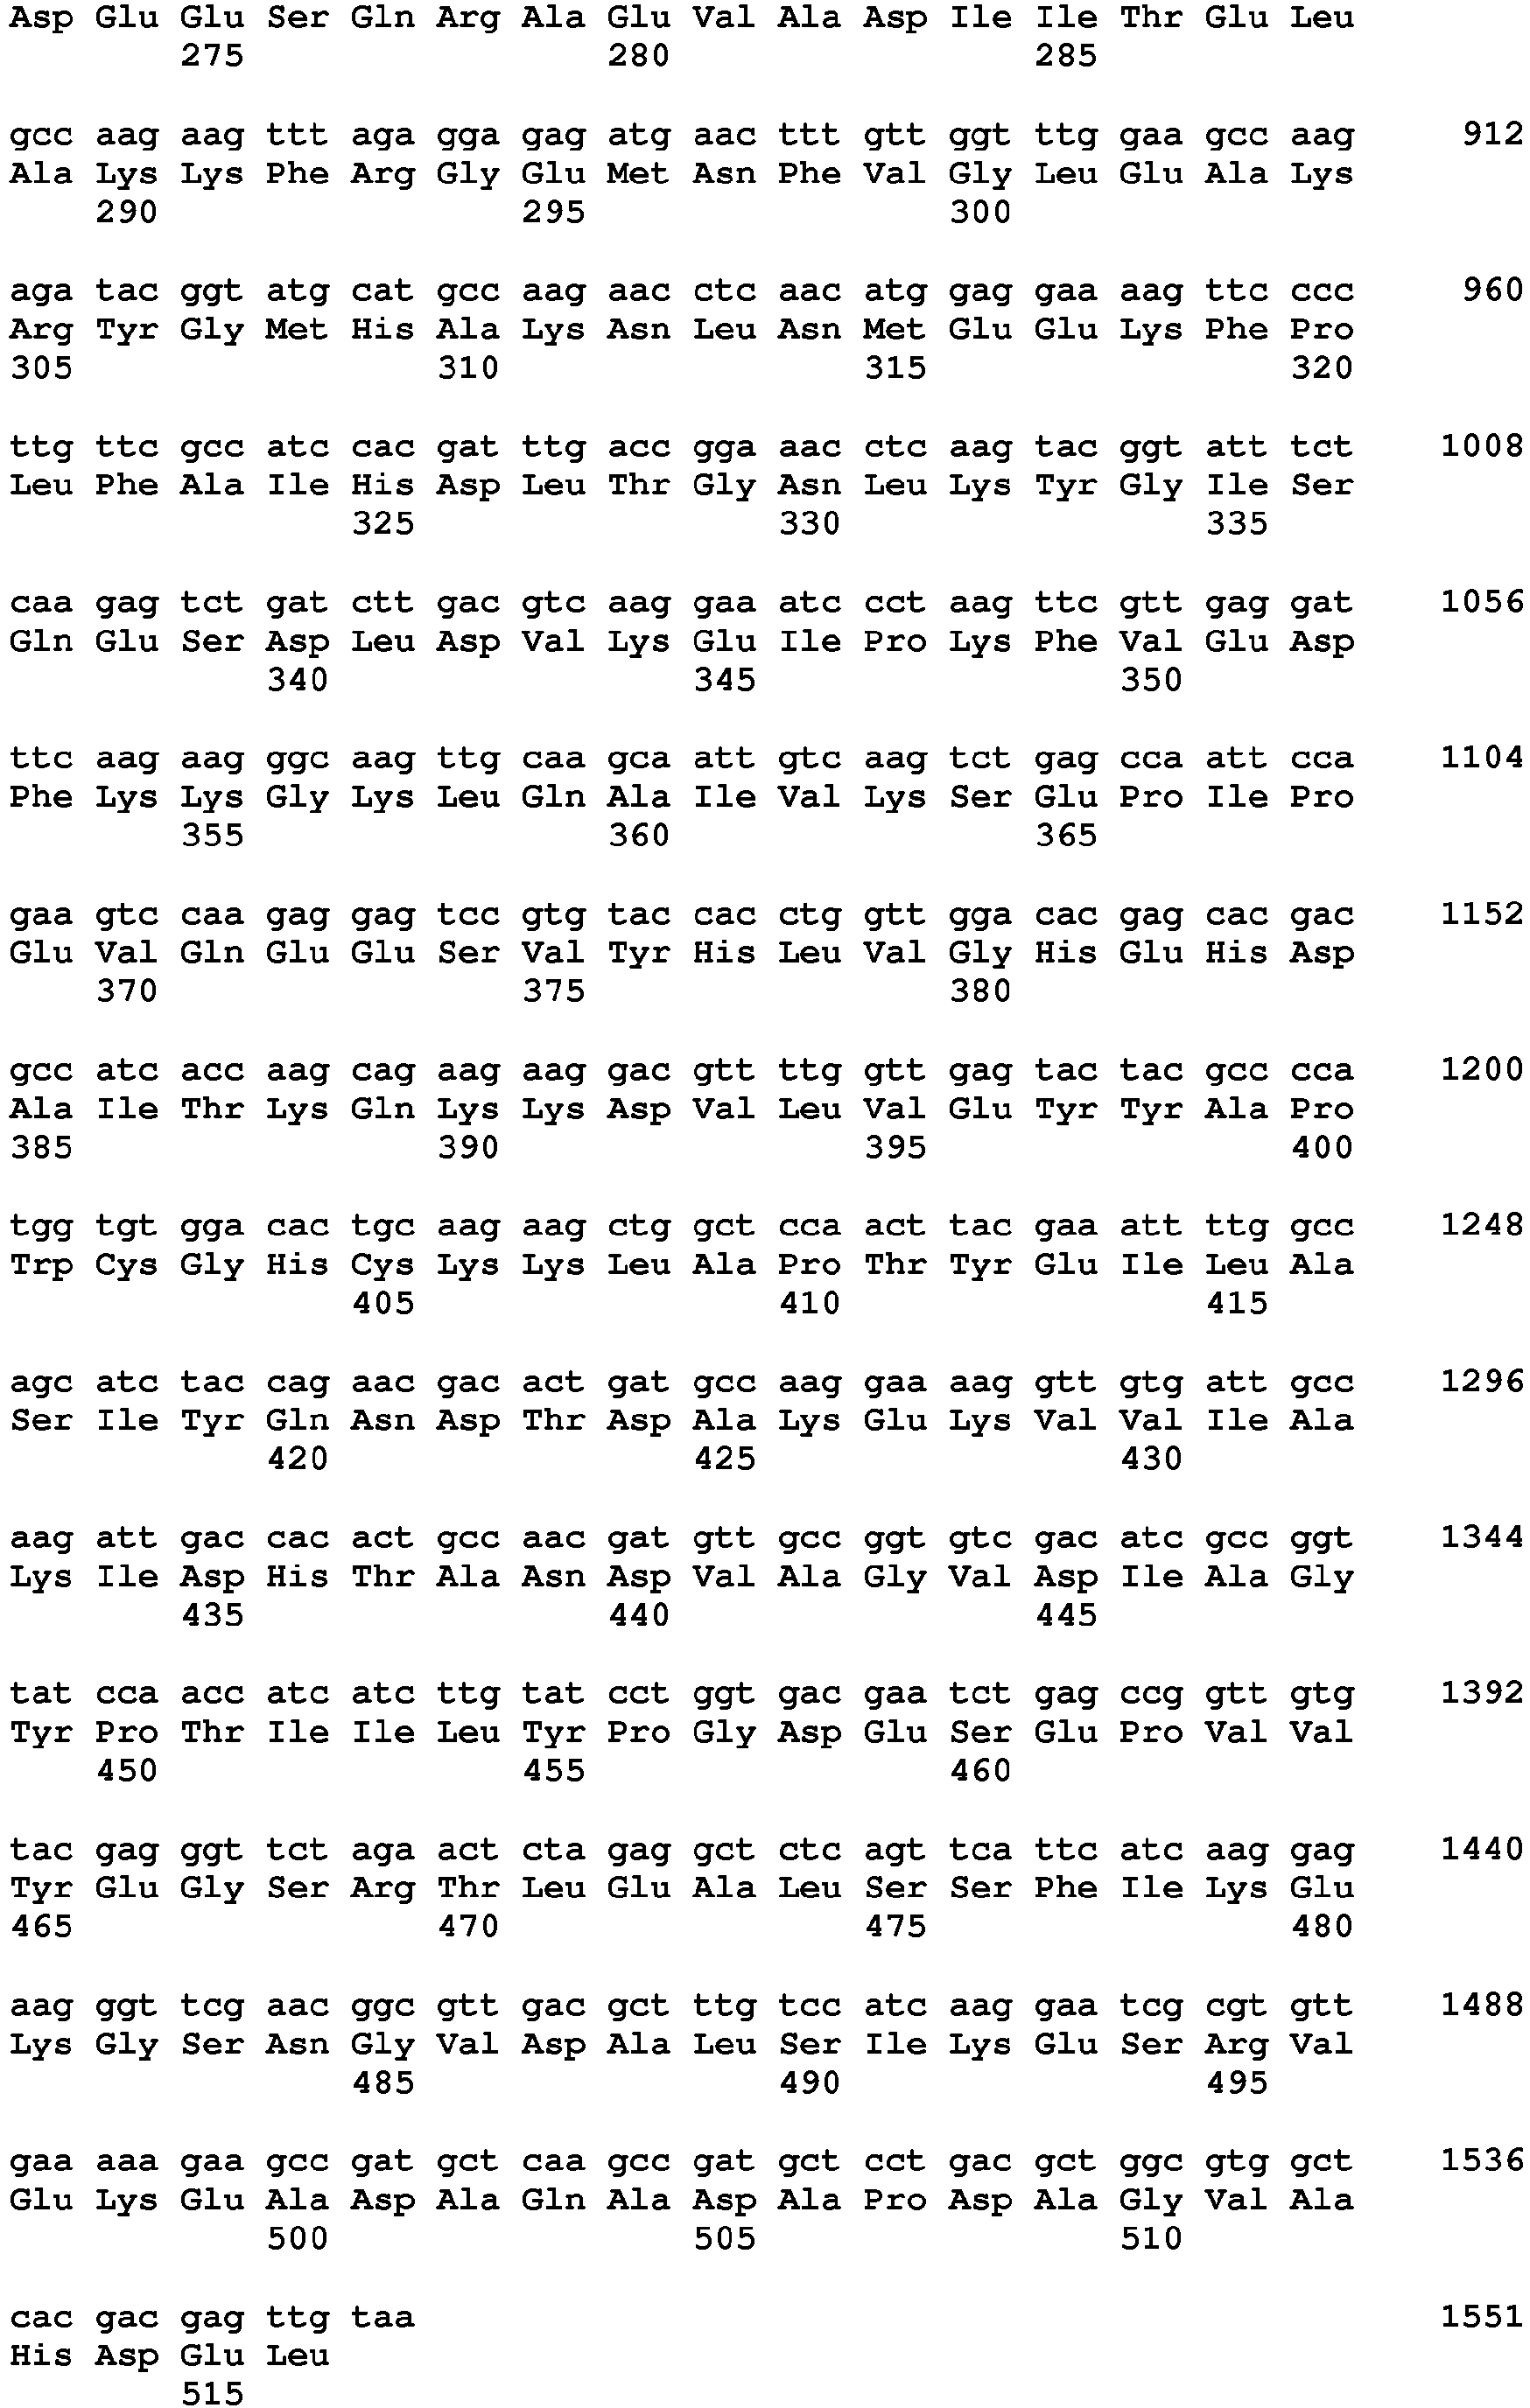 Asp Glu Glu Ser Gln Arg Ala Glu Val Ala Asp Ile Ile Thr Glu Leu
275 280 285
gcc aag aag ttt aga gga gag atg aac ttt gtt ggt ttg gaa gcc aag 912
Ala Lys Lys Phe Arg Gly Glu Met Asn Phe Val Gly Leu Glu Ala Lys
290 295 300
aga tac ggt atg cat gcc aag aac ctc aac atg gag gaa aag ttc ccc 960
Arg Tyr Gly Met His Ala Lys Asn Leu Asn Met Glu Glu Lys Phe Pro
305 310 315 320
ttg ttc gcc atc cac gat ttg acc gga aac ctc aag tac ggt att tct 1008
Leu Phe Ala Ile His Asp Leu Thr Gly Asn Leu Lys Tyr Gly Ile Ser
325 330 335
caa gag tct gat ctt gac gtc aag gaa atc cct aag ttc gtt gag gat 1056
Gln Glu Ser Asp Leu Asp Val Lys Glu Ile Pro Lys Phe Val Glu Asp
340 345 350
ttc aag aag ggc aag ttg caa gca att gtc aag tct gag cca att cca 1104
Phe Lys Lys Gly Lys Leu Gln Ala Ile Val Lys Ser Glu Pro Ile Pro
355 360 365
gaa gtc caa gag gag tcc gtg tac cac ctg gtt gga cac gag cac gac 1152
Glu Val Gln Glu Glu Ser Val Tyr His Leu Val Gly His Glu His Asp
370 375 380
gcc atc acc aag cag aag aag gac gtt ttg gtt gag tac tac gcc cca 1200
Ala Ile Thr Lys Gln Lys Lys Asp Val Leu Val Glu Tyr Tyr Ala Pro
385 390 395 400
tgg tgt gga cac tgc aag aag ctg gct cca act tac gaa att ttg gcc 1248
Trp Cys Gly His Cys Lys Lys Leu Ala Pro Thr Tyr Glu Ile Leu Ala
405 410 415
agc atc tac cag aac gac act gat gcc aag gaa aag gtt gtg att gcc 1296
Ser Ile Tyr Gln Asn Asp Thr Asp Ala Lys Glu Lys Val Val Ile Ala
420 425 430
aag att gac cac act gcc aac gat gtt gcc ggt gtc gac atc gcc ggt 1344
Lys Ile Asp His Thr Ala Asn Asp Val Ala Gly Val Asp Ile Ala Gly
435 440 445
tat cca acc atc atc ttg tat cct ggt gac gaa tct gag ccg gtt gtg 1392
Tyr Pro Thr Ile Ile Leu Tyr Pro Gly Asp Glu Ser Glu Pro Val Val
450 455 460
tac gag ggt tct aga act cta gag gct ctc agt tca ttc atc aag gag 1440
Tyr Glu Gly Ser Arg Thr Leu Glu Ala Leu Ser Ser Phe Ile Lys Glu
465 470 475 480
aag ggt tcg aac ggc gtt gac gct ttg tcc atc aag gaa tcg cgt gtt 1488
Lys Gly Ser Asn Gly Val Asp Ala Leu Ser Ile Lys Glu Ser Arg Val
485 490 495
gaa aaa gaa gcc gat gct caa gcc gat gct cct gac gct ggc gtg gct 1536
Glu Lys Glu Ala Asp Ala Gln Ala Asp Ala Pro Asp Ala Gly Val Ala
500 505 510
cac gac gag ttg taa 1551
His Asp Glu Leu
515